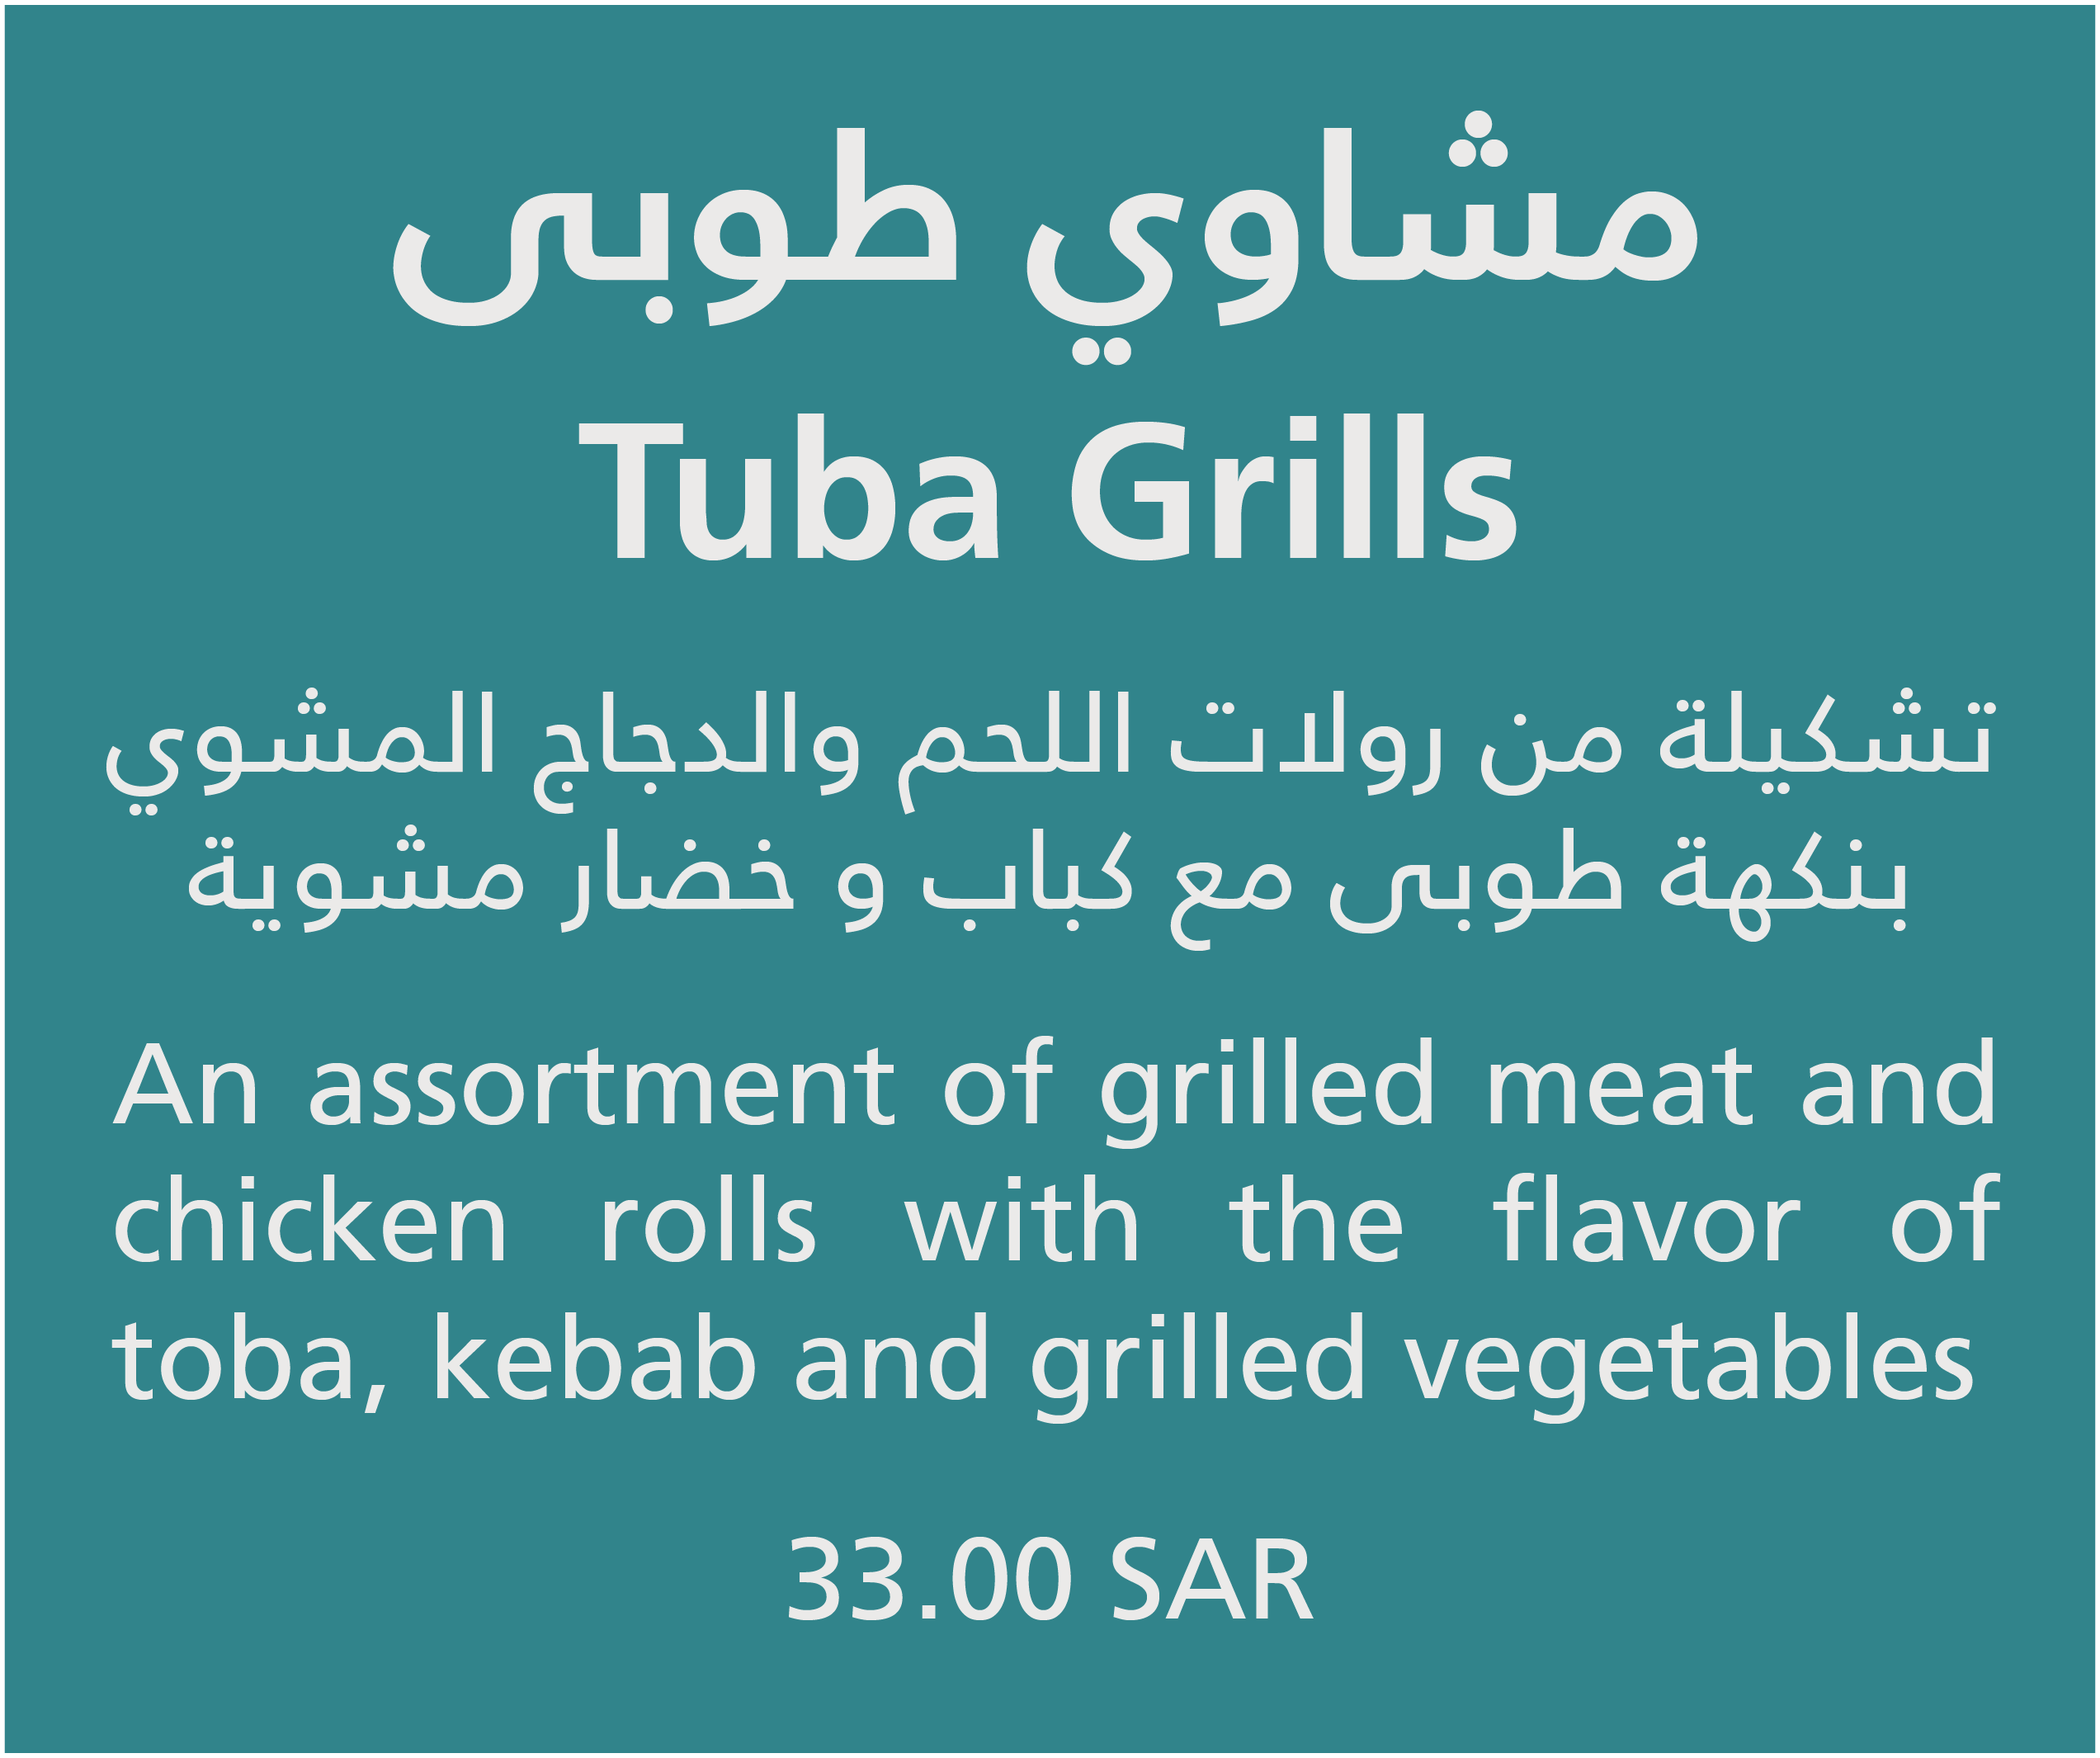 مشاوي طوبى
Tuba Grills
تشكيلة من رولات اللحم والدجاج المشوي
بنكهة طوبى مع كباب و خضار مشوية
An assortment of grilled meat and
chicken rolls with the flavor of
toba, kebab and grilled vegetables
33.00 SAR